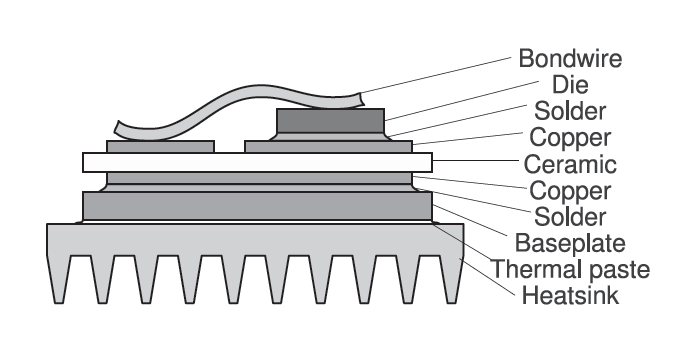 Bondwire
Die
Solder
Copper
Ceramic
Copper
Solder
Baseplate
Thermal paste
Heatsink